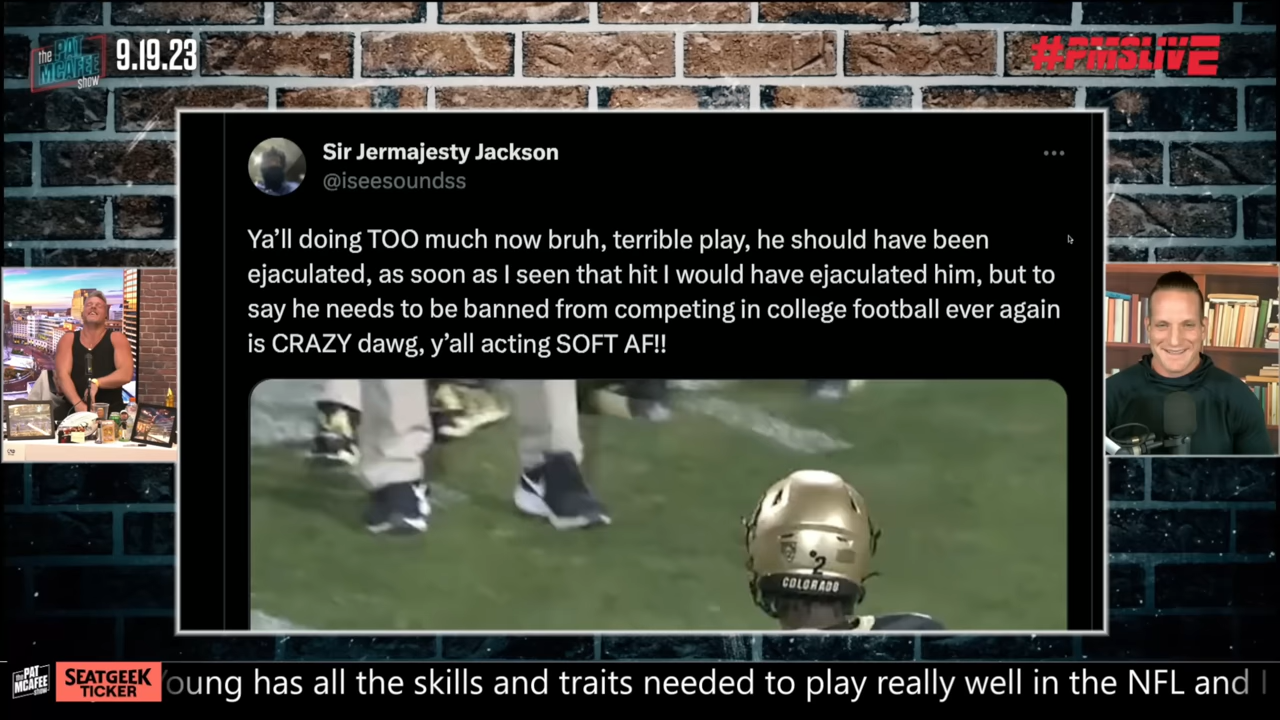 the
PAT
MCAFEE
show
9.19.23
#PMSLIVE
Sir Jermajesty Jackson
@iseesoundss
Ya’ll doing TOO much now bruh, terrible play, he should have been
ejaculated, as soon as I seen that hit I would have ejaculated him, but to
say he needs to be banned from competing in college football ever again
is CRAZY dawg, y’all acting SOFT AF!!
2
COLORADO
the
PAT
MCAFEE
show
SEATGEEK
TICKER
Young has all the skills and traits needed to play really well in the NFL and I